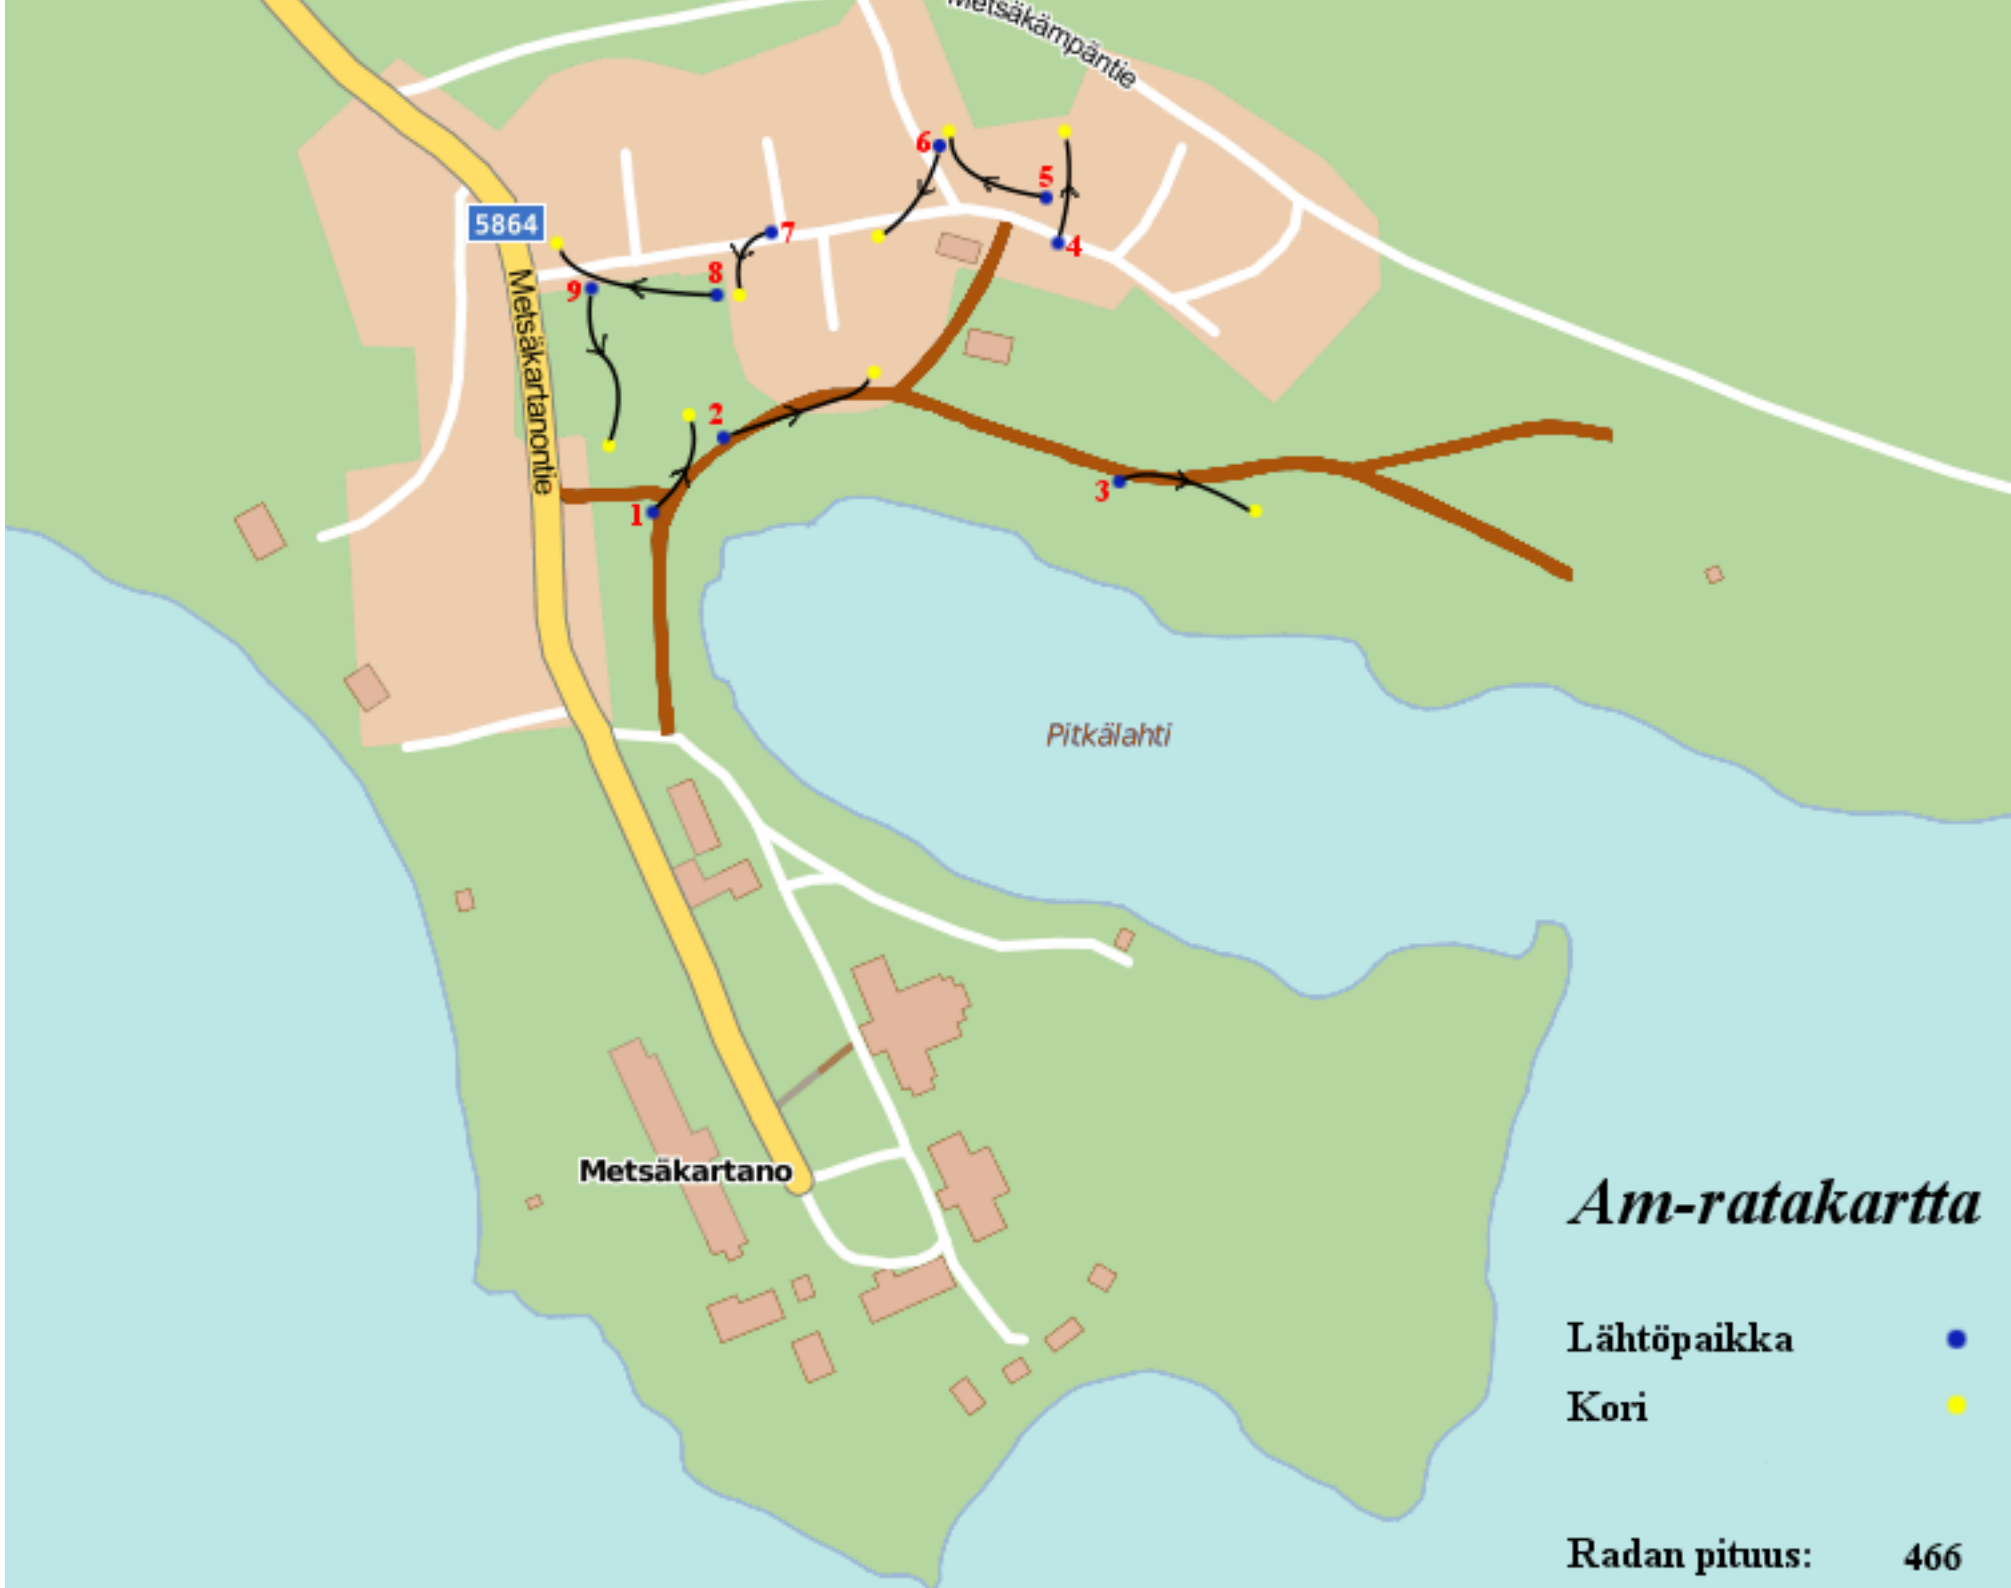 Metsäkämpäntie
6
5
5864
7
4
8
9
Metsäkartanontie
2
3
1
Pitkälahti
Metsäkartano
Am-ratakartta
Lähtöpaikka
Kori
Radan pituus: 466